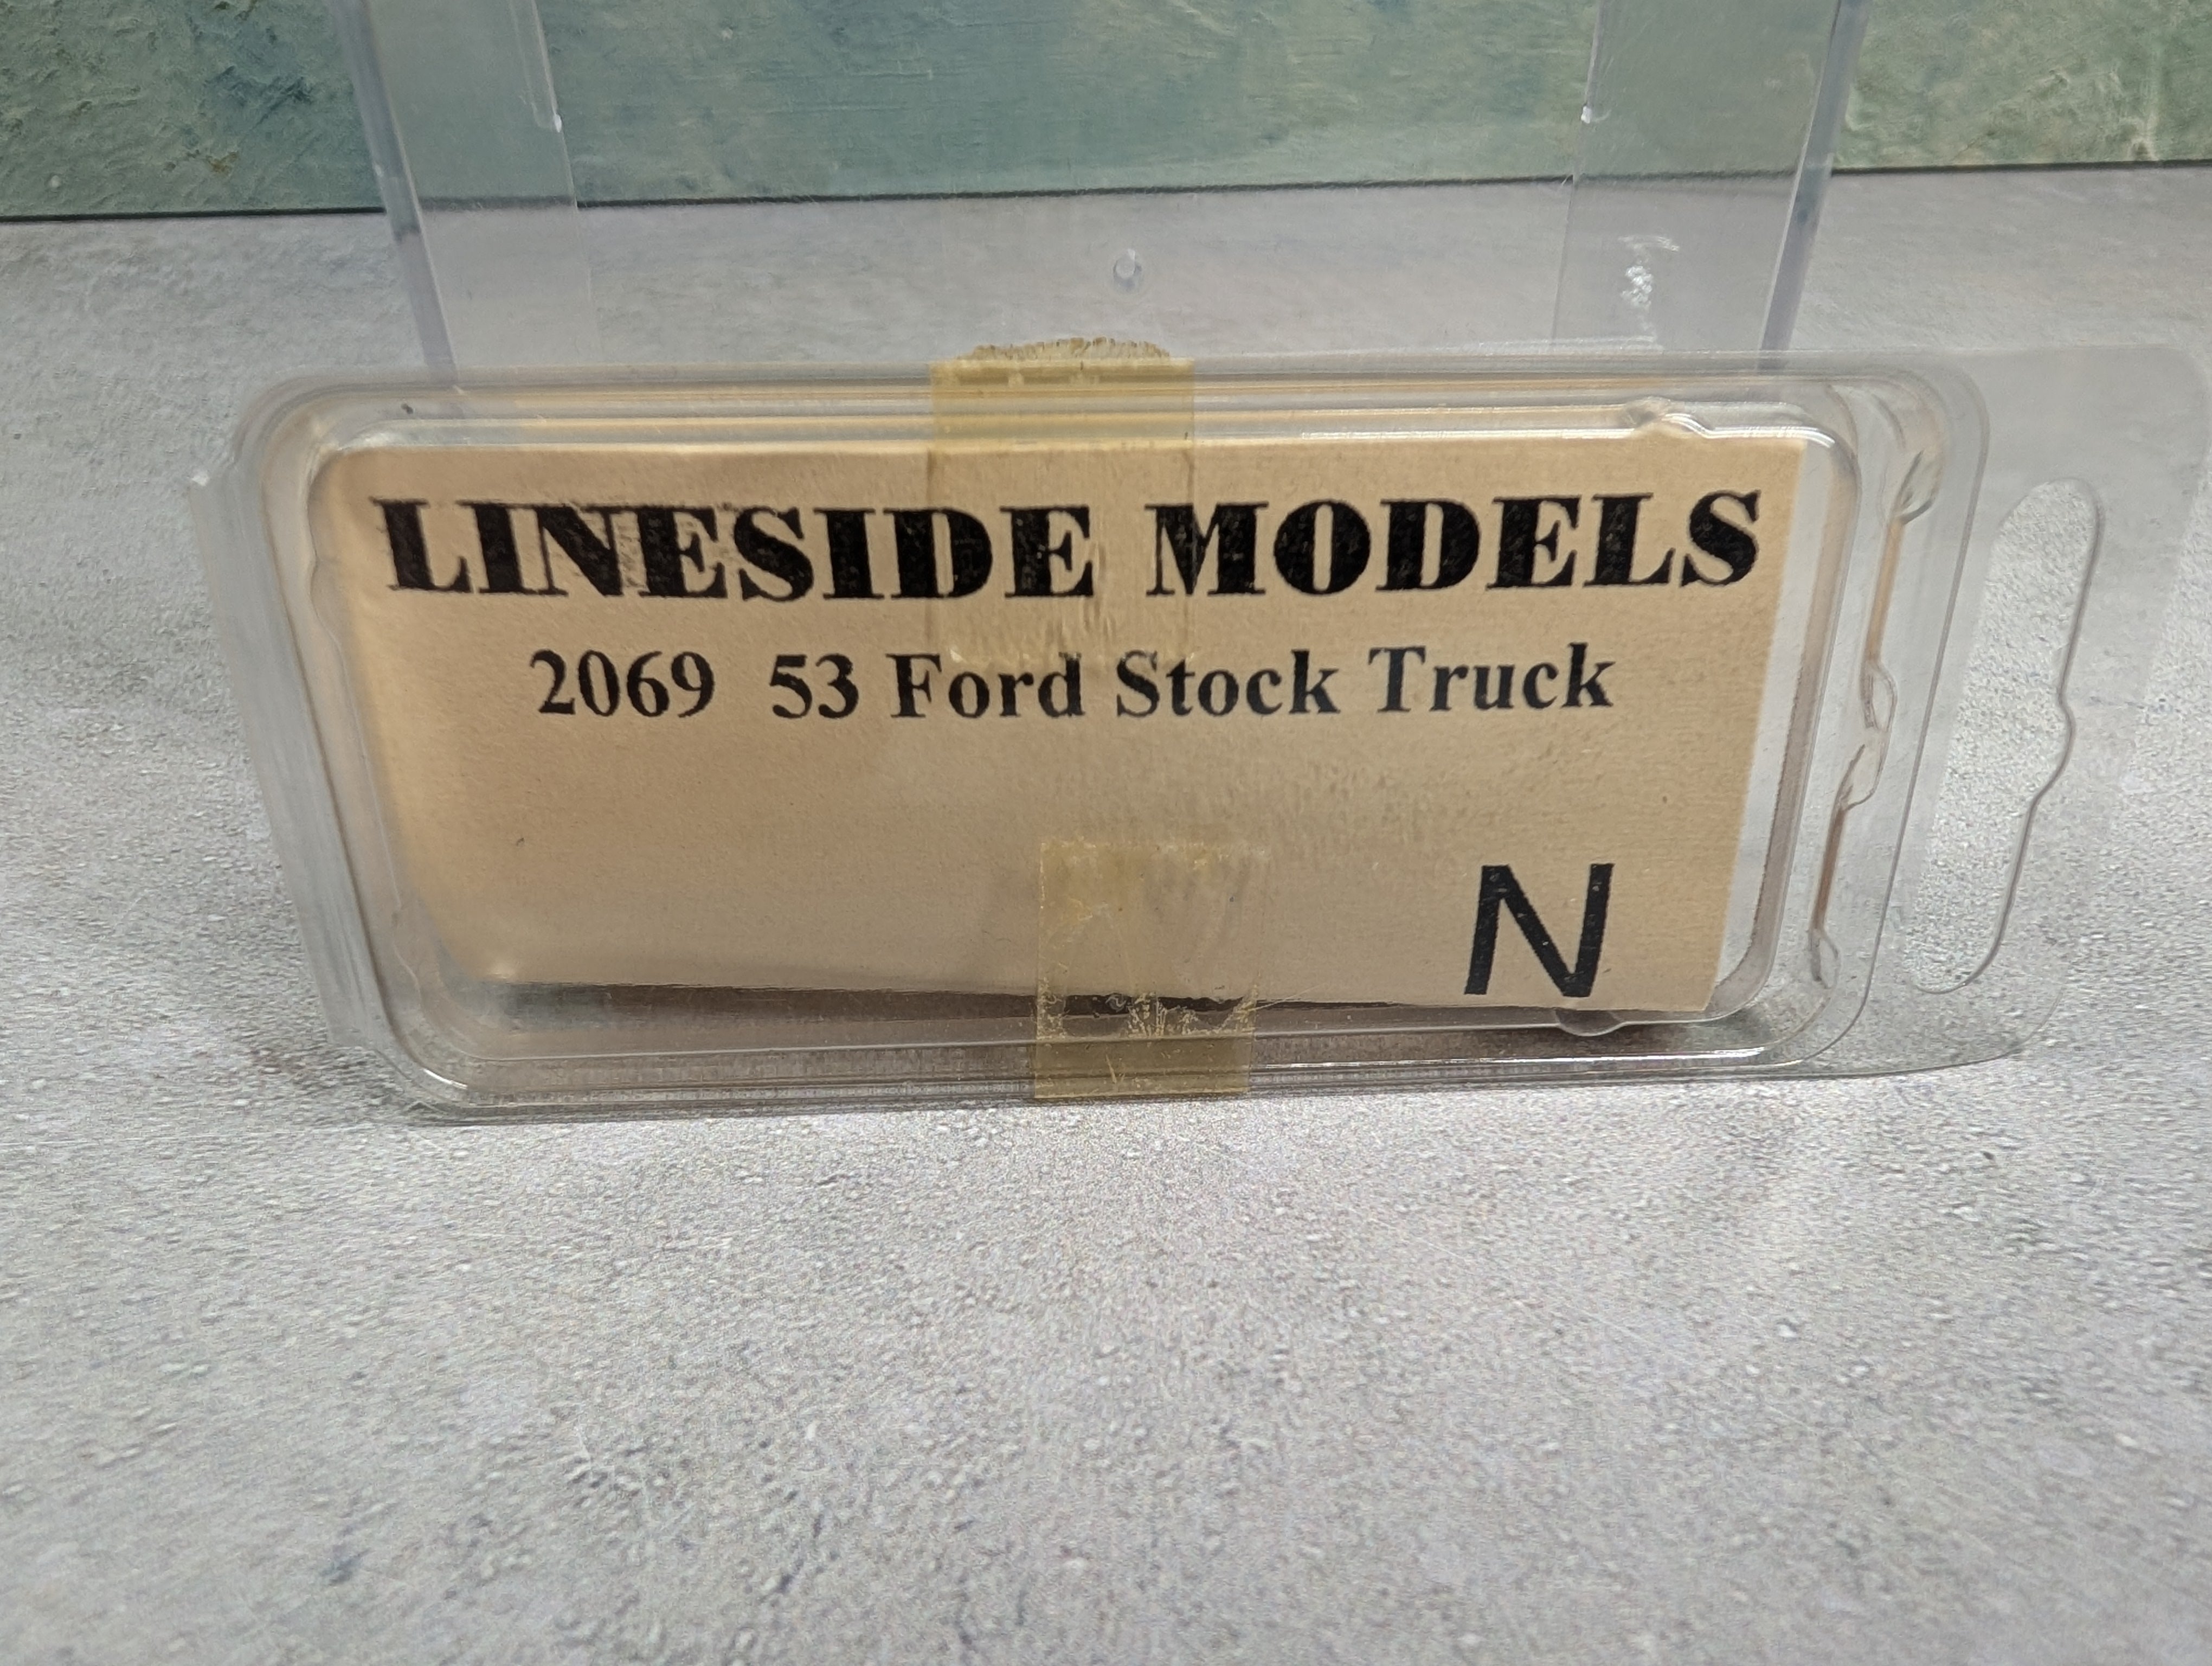 LINESIDE MODELS
2069 53 Ford Stock Truck
N